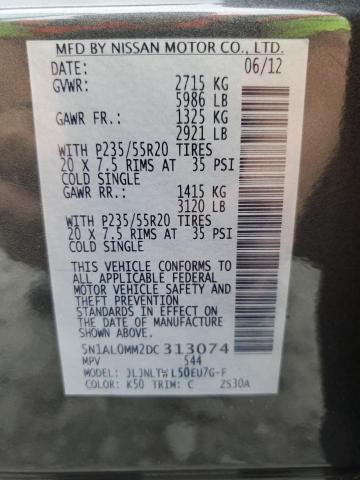 MFD BY NISSAN MOTOR CO., LTD.
DATE: 06/12
GVWR: 2715 KG
5986 LB
GAWR FR.: 1325 KG
2921 LB
WITH P235/55R20 TIRES
20 X 7.5 RIMS AT 35 PSI
COLD SINGLE
GAWR RR.: 1415 KG
3120 LB
WITH P235/55R20 TIRES
20 X 7.5 RIMS AT 35 PSI
COLD SINGLE
THIS VEHICLE CONFORMS TO
ALL APPLICABLE FEDERAL
MOTOR VEHICLE SAFETY
AND THEFT PREVENTION
STANDARDS IN EFFECT ON
THE DATE OF MANUFACTURE
SHOWN ABOVE.
5N1AL0MM2DC313074
MPV 544
MODEL: JLJNLTWL50EU7G-F
COLOR: K50 TRIM: C 2S30A